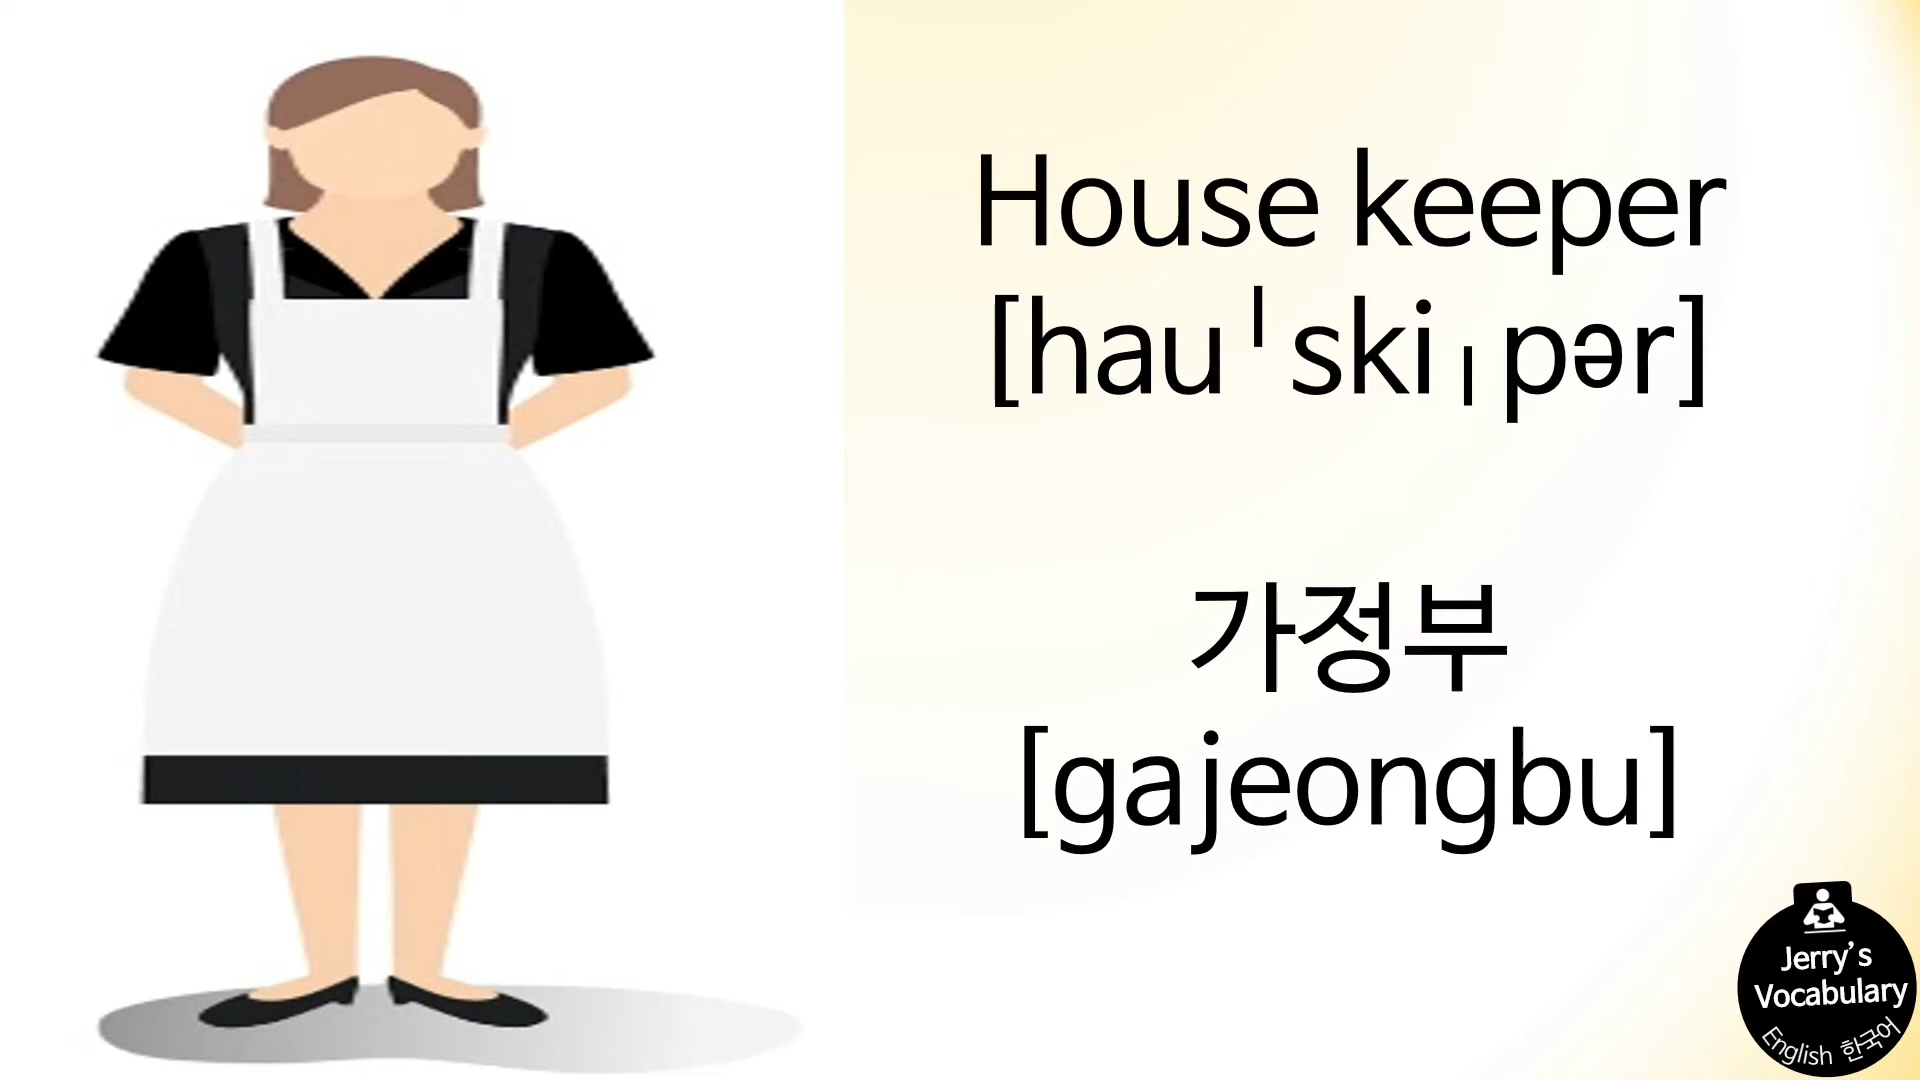 House keeper
[hauˈskiˌpər]
가정부
[gajeongbu]
Jerry's
Vocabulary
English 한국어